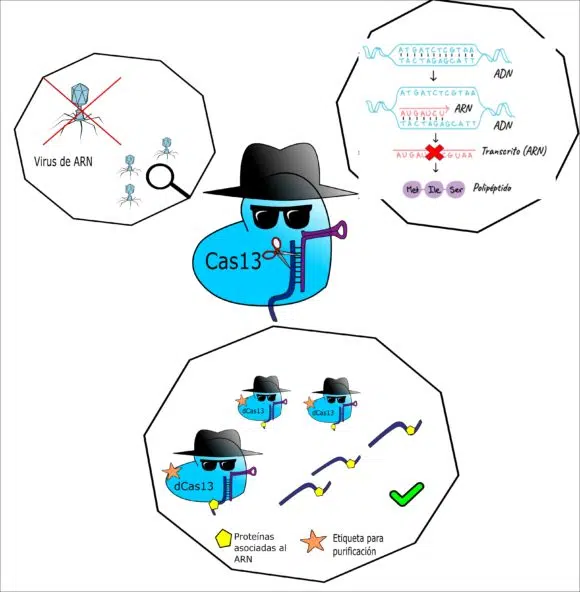 Virus de ARN
ATGATCTCGTAA
TACTAGAGCATT
ADN
ATGATCTCGTAA
AUGAUCU
ARN
TACTAGAGCATT
ADN
AUGAU
GUAA
Transcrito (ARN)
Met Ile Ser
Polipéptido
Cas13
dCas13
dCas13
dCas13
Proteínas
asociadas al
ARN
Etiqueta para
purificación